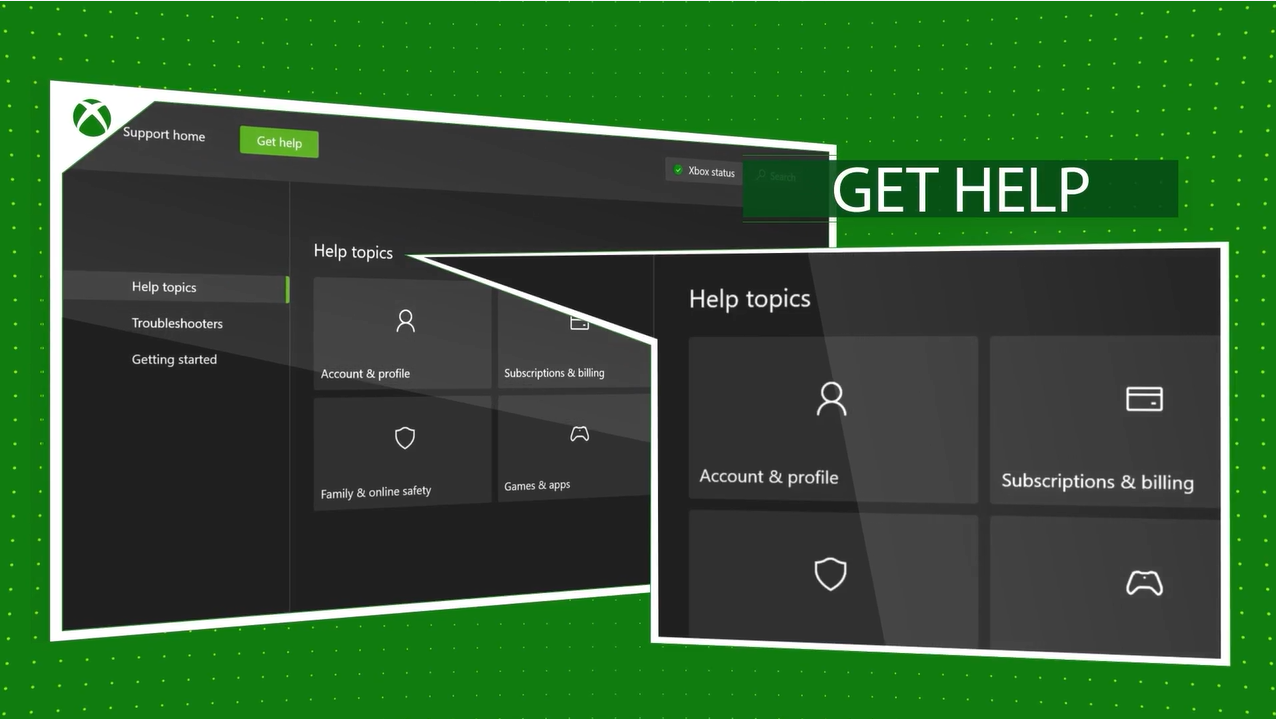 Support home
Get help
Xbox status
Search
GET HELP
Help topics
Troubleshooters
Getting started
Help topics
Account & profile
Subscriptions & billing
Family & online safety
Games & apps
Help topics
Account & profile
Subscriptions & billing